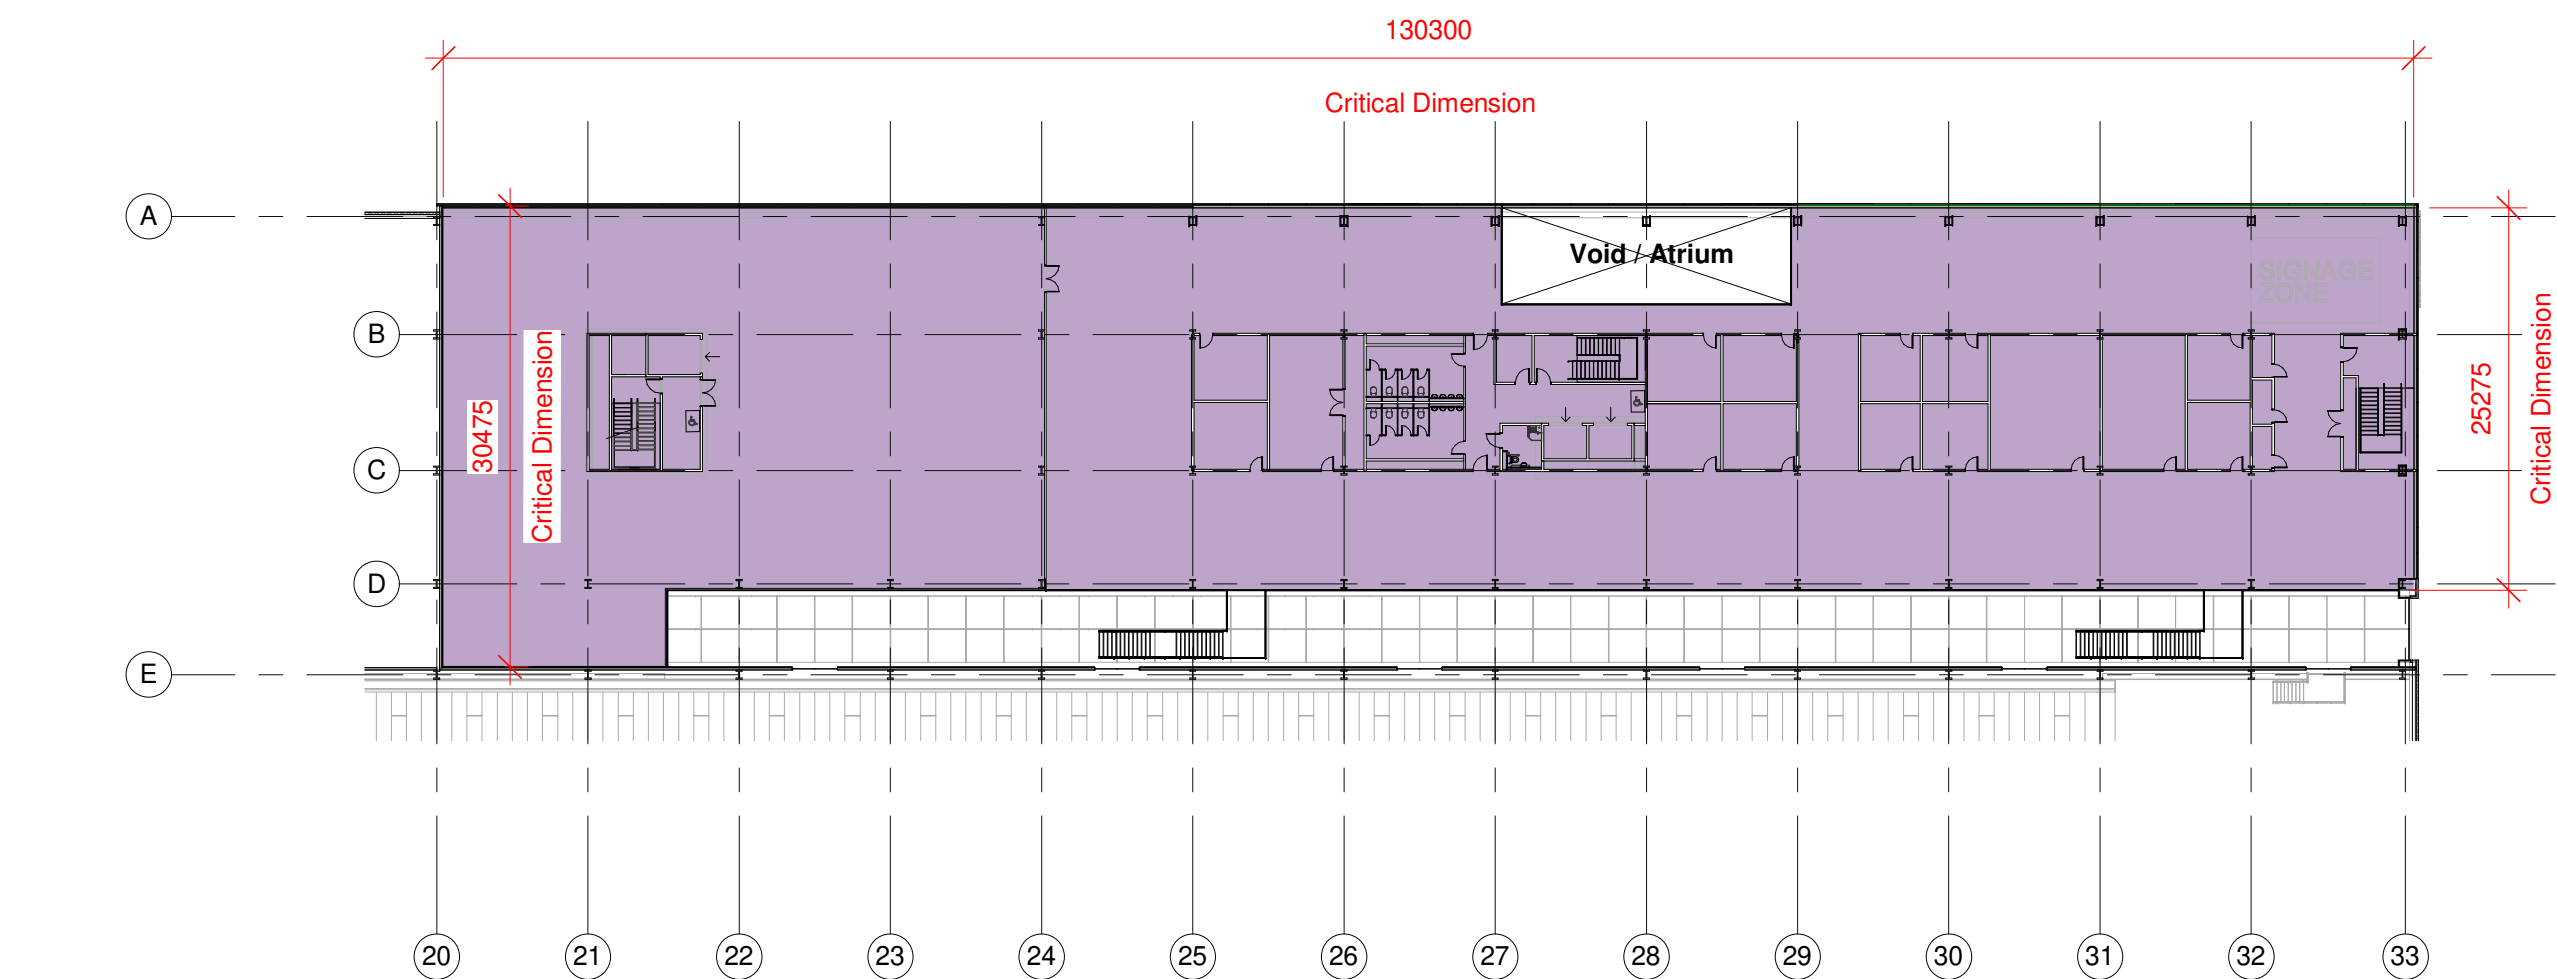 130300
Critical Dimension
A
Void / Atrium
SIGNAGE
ZONE
B
30475
Critical Dimension
25275
Critical Dimension
C
D
E
20
21
22
23
24
25
26
27
28
29
30
31
32
33